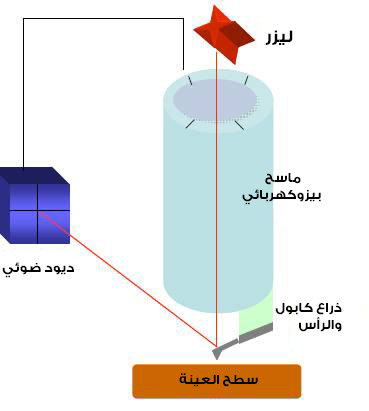 ليزر
ماسح
بيزوكهربائي
ديود ضوئي
ذراع كابول
والرأس
سطح العينة